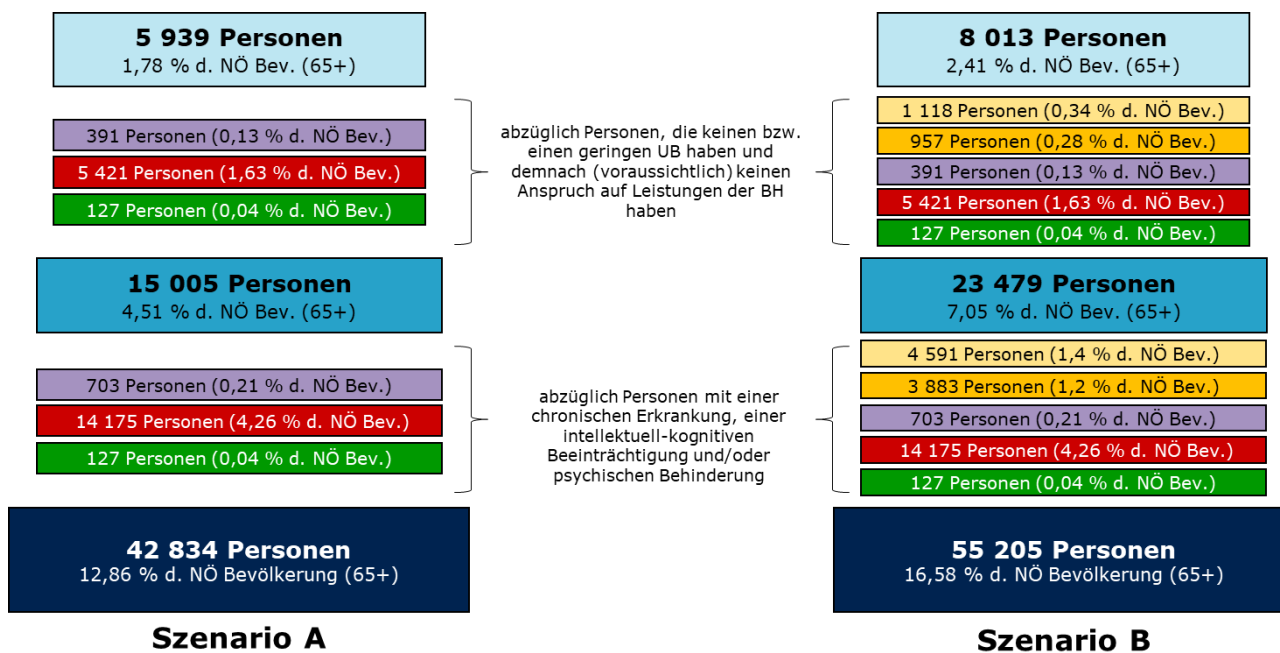 5 939 Personen
1,78 % d. NÖ Bev. (65+)
391 Personen (0,13 % d. NÖ Bev.)
5 421 Personen (1,63 % d. NÖ Bev.)
127 Personen (0,04 % d. NÖ Bev.)
15 005 Personen
4,51 % d. NÖ Bev. (65+)
703 Personen (0,21 % d. NÖ Bev.)
14 175 Personen (4,26 % d. NÖ Bev.)
127 Personen (0,04 % d. NÖ Bev.)
42 834 Personen
12,86 % d. NÖ Bevölkerung (65+)
Szenario A
abzüglich Personen, die keinen bzw.
einen geringen UB haben und
demnach (voraussichtlich) keinen
Anspruch auf Leistungen der BH
haben
abzüglich Personen mit einer
chronischen Erkrankung, einer
intellektuell-kognitiven
Beeinträchtigung und/oder
psychischen Behinderung
8 013 Personen
2,41 % d. NÖ Bev. (65+)
1 118 Personen (0,34 % d. NÖ Bev.)
957 Personen (0,28 % d. NÖ Bev.)
391 Personen (0,13 % d. NÖ Bev.)
5 421 Personen (1,63 % d. NÖ Bev.)
127 Personen (0,04 % d. NÖ Bev.)
23 479 Personen
7,05 % d. NÖ Bev. (65+)
4 591 Personen (1,4 % d. NÖ Bev.)
3 883 Personen (1,2 % d. NÖ Bev.)
703 Personen (0,21 % d. NÖ Bev.)
14 175 Personen (4,26 % d. NÖ Bev.)
127 Personen (0,04 % d. NÖ Bev.)
55 205 Personen
16,58 % d. NÖ Bevölkerung (65+)
Szenario B